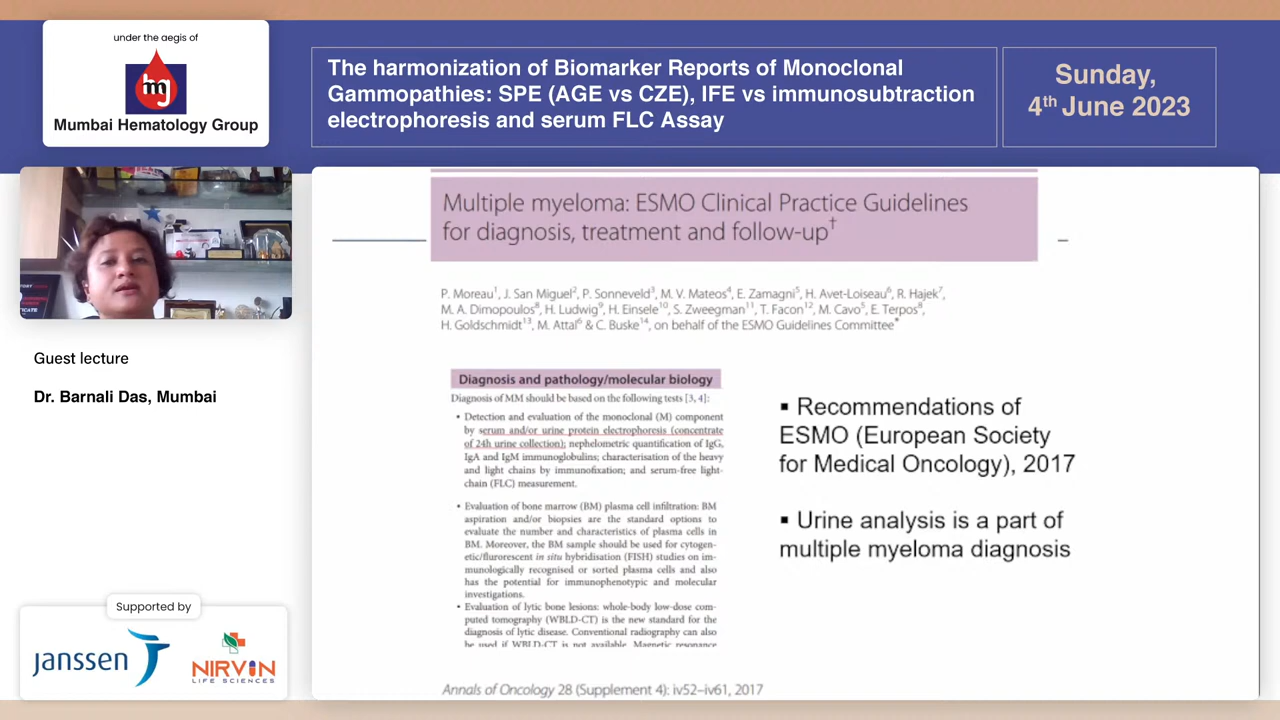 under the aegis of
mg
Mumbai Hematology Group
The harmonization of Biomarker Reports of Monoclonal
Gammopathies: SPE (AGE vs CZE), IFE vs immunosubtraction
electrophoresis and serum FLC Assay
Sunday,
4th June 2023
Guest lecture
Dr. Barnali Das, Mumbai
Supported by
janssen
NIRVIN
LIFE SCIENCES
Multiple myeloma: ESMO Clinical Practice Guidelines
for diagnosis, treatment and follow-up†
P. Moreau1, J. San Miguel2, P. Sonneveld3, M. V. Mateos4, E. Zamagni5, H. Avet-Loiseau6, R. Hajek7,
M. A. Dimopoulos8, H. Ludwig9, H. Einsele10, S. Zweegman11, T. Facon12, M. Cavo5, E. Terpos8,
H. Goldschmidt13, M. Attal6 & C. Buske14, on behalf of the ESMO Guidelines Committee*
Diagnosis and pathology/molecular biology
Diagnosis of MM should be based on the following tests [3, 4]:
• Detection and evaluation of the monoclonal (M) component
by serum and/or urine protein electrophoresis (concentrate
of 24h urine collection); nephelometric quantification of IgG,
IgA and IgM immunoglobulins; characterisation of the heavy
and light chains by immunofixation; and serum-free light-
chain (FLC) measurement.
• Evaluation of bone marrow (BM) plasma cell infiltration: BM
aspiration and/or biopsies are the standard options to
evaluate the number and characteristics of plasma cells in
BM. Moreover, the BM sample should be used for cytogen-
etic/flurorescent in situ hybridisation (FISH) studies on im-
munologically recognised or sorted plasma cells and also
has the potential for immunophenotypic and molecular
investigations.
• Evaluation of lytic bone lesions: whole-body low-dose com-
puted tomography (WBLD-CT) is the new standard for the
diagnosis of lytic disease. Conventional radiography can also
be used if WBLD-CT is not available. Magnetic resonance
▪ Recommendations of
ESMO (European Society
for Medical Oncology), 2017
▪ Urine analysis is a part of
multiple myeloma diagnosis
Annals of Oncology 28 (Supplement 4): iv52–iv61, 2017